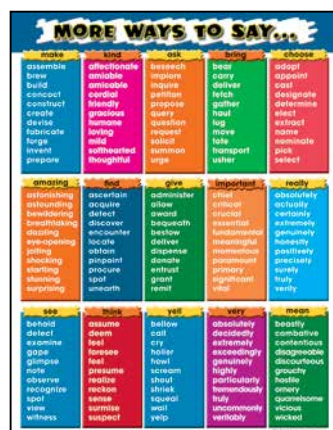 MORE WAYS TO SAY...
make
assemble
brew
build
concoct
construct
create
devise
fabricate
forge
invent
prepare
kind
affectionate
amiable
amicable
cordial
friendly
gracious
humane
loving
mild
softhearted
thoughtful
ask
beseech
implore
inquire
petition
propose
query
question
request
solicit
summon
urge
bring
bear
carry
deliver
fetch
gather
haul
lug
move
tote
transport
usher
choose
adopt
appoint
cast
designate
determine
elect
extract
name
nominate
pick
select
amazing
astonishing
astounding
bewildering
breathtaking
dazzling
eye-opening
jolting
shocking
startling
stunning
surprising
find
ascertain
acquire
detect
discover
encounter
locate
obtain
pinpoint
procure
spot
unearth
give
administer
allow
award
bequeath
bestow
deliver
dispense
donate
entrust
grant
remit
important
chief
critical
crucial
essential
fundamental
meaningful
momentous
paramount
primary
significant
vital
really
absolutely
actually
certainly
extremely
genuinely
honestly
positively
precisely
surely
truly
verily
see
behold
detect
examine
gape
glimpse
note
observe
recognize
spot
view
witness
think
assume
deem
feel
foresee
feel
presume
realize
reckon
sense
surmise
suspect
yell
bellow
call
cry
holler
howl
scream
shout
shriek
squeal
wail
yelp
very
absolutely
decidedly
extremely
exceedingly
genuinely
highly
particularly
tremendously
truly
uncommonly
veritably
mean
beastly
combative
contentious
disagreeable
discourteous
grouchy
hostile
ornery
quarrelsome
vicious
wicked